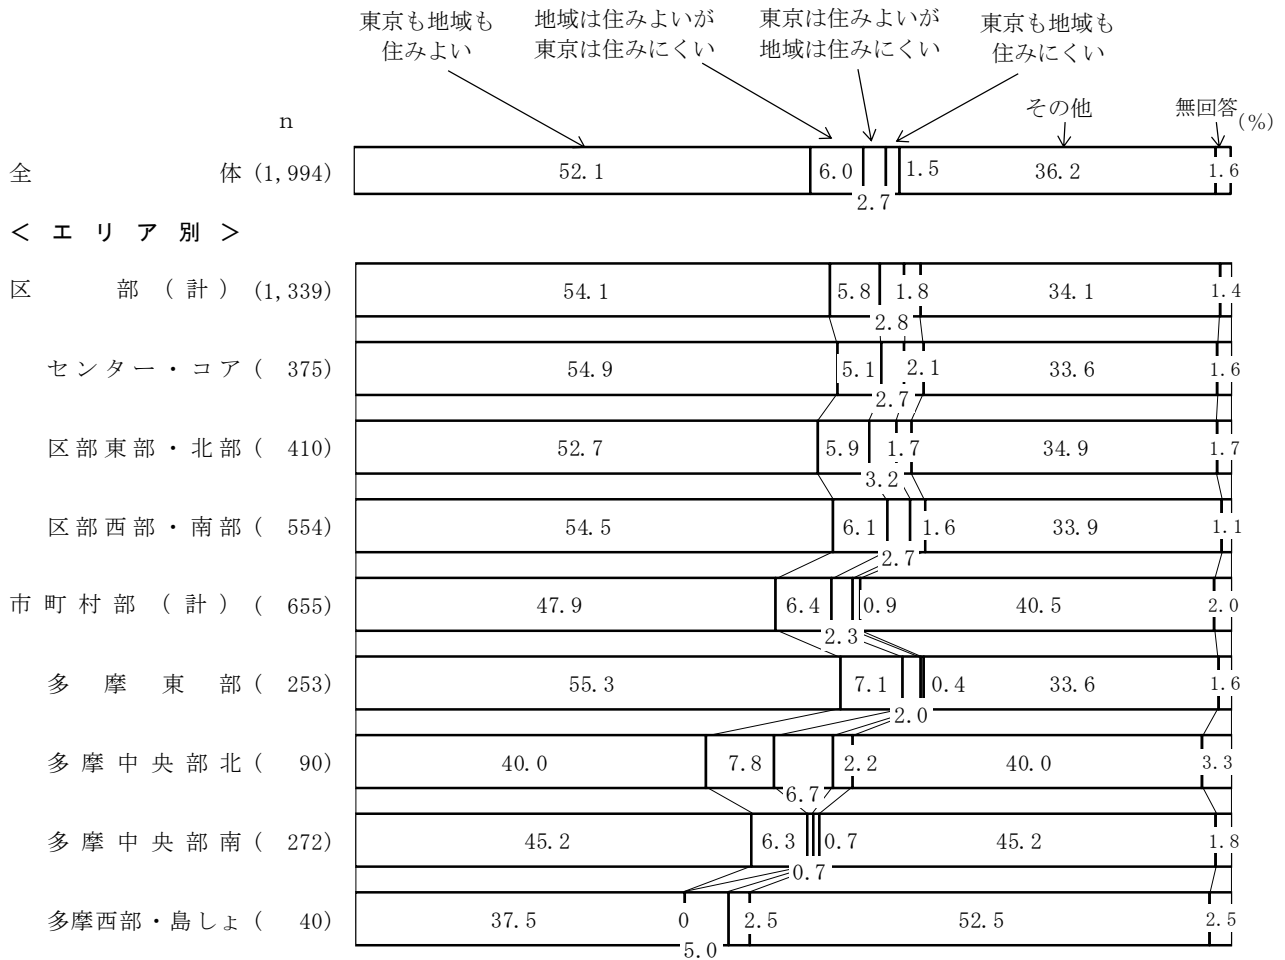 東京も地域も
住みよい
地域は住みよいが
東京は住みにくい
東京は住みよいが
地域は住みにくい
東京も地域も
住みにくい
その他
無回答
(%)
n
全 体 (1,994) 52.1 6.0 2.7 1.5 36.2 1.6
＜ エ リ ア 別 ＞
区 部 （ 計 ） (1,339) 54.1 5.8 2.8 1.8 34.1 1.4
センター・コア ( 375) 54.9 5.1 2.7 2.1 33.6 1.6
区部東部・北部 ( 410) 52.7 5.9 3.2 1.7 34.9 1.7
区部西部・南部 ( 554) 54.5 6.1 2.7 1.6 33.9 1.1
市町村部（計） ( 655) 47.9 6.4 2.3 0.9 40.5 2.0
多 摩 東 部 ( 253) 55.3 7.1 2.0 0.4 33.6 1.6
多摩中央部北 ( 90) 40.0 7.8 6.7 2.2 40.0 3.3
多摩中央部南 ( 272) 45.2 6.3 0.7 0.7 45.2 1.8
多摩西部・島しょ ( 40) 37.5 0 5.0 2.5 52.5 2.5